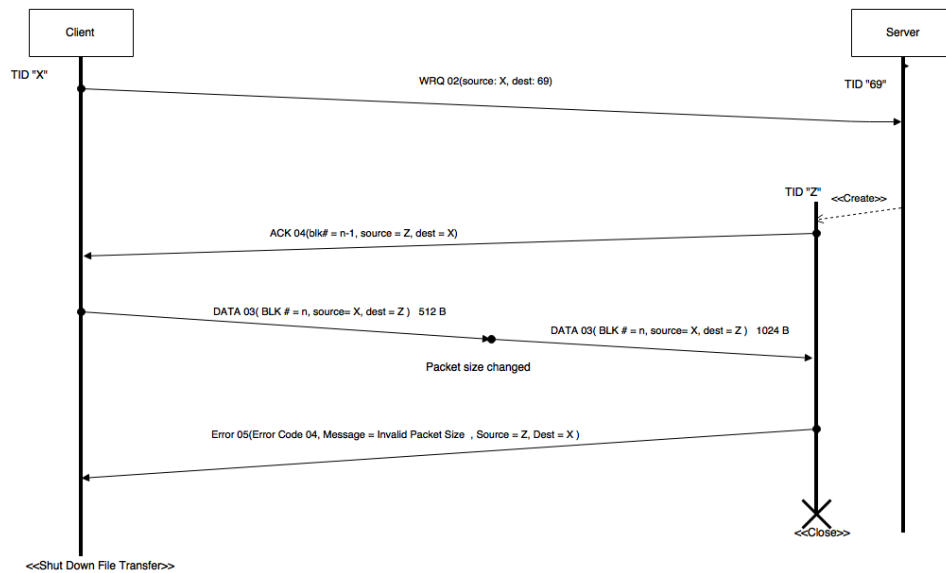 Client
Server
TID "X"
WRQ 02(source: X, dest: 69)
TID "69"
TID "Z"
<<Create>>
ACK 04(blk# = n-1, source = Z, dest = X)
DATA 03( BLK # = n, source= X, dest = Z )   512 B
DATA 03( BLK # = n, source= X, dest = Z )   1024 B
Packet size changed
Error 05(Error Code 04, Message = Invalid Packet Size  , Source = Z, Dest = X )
<<Close>>
<<Shut Down File Transfer>>